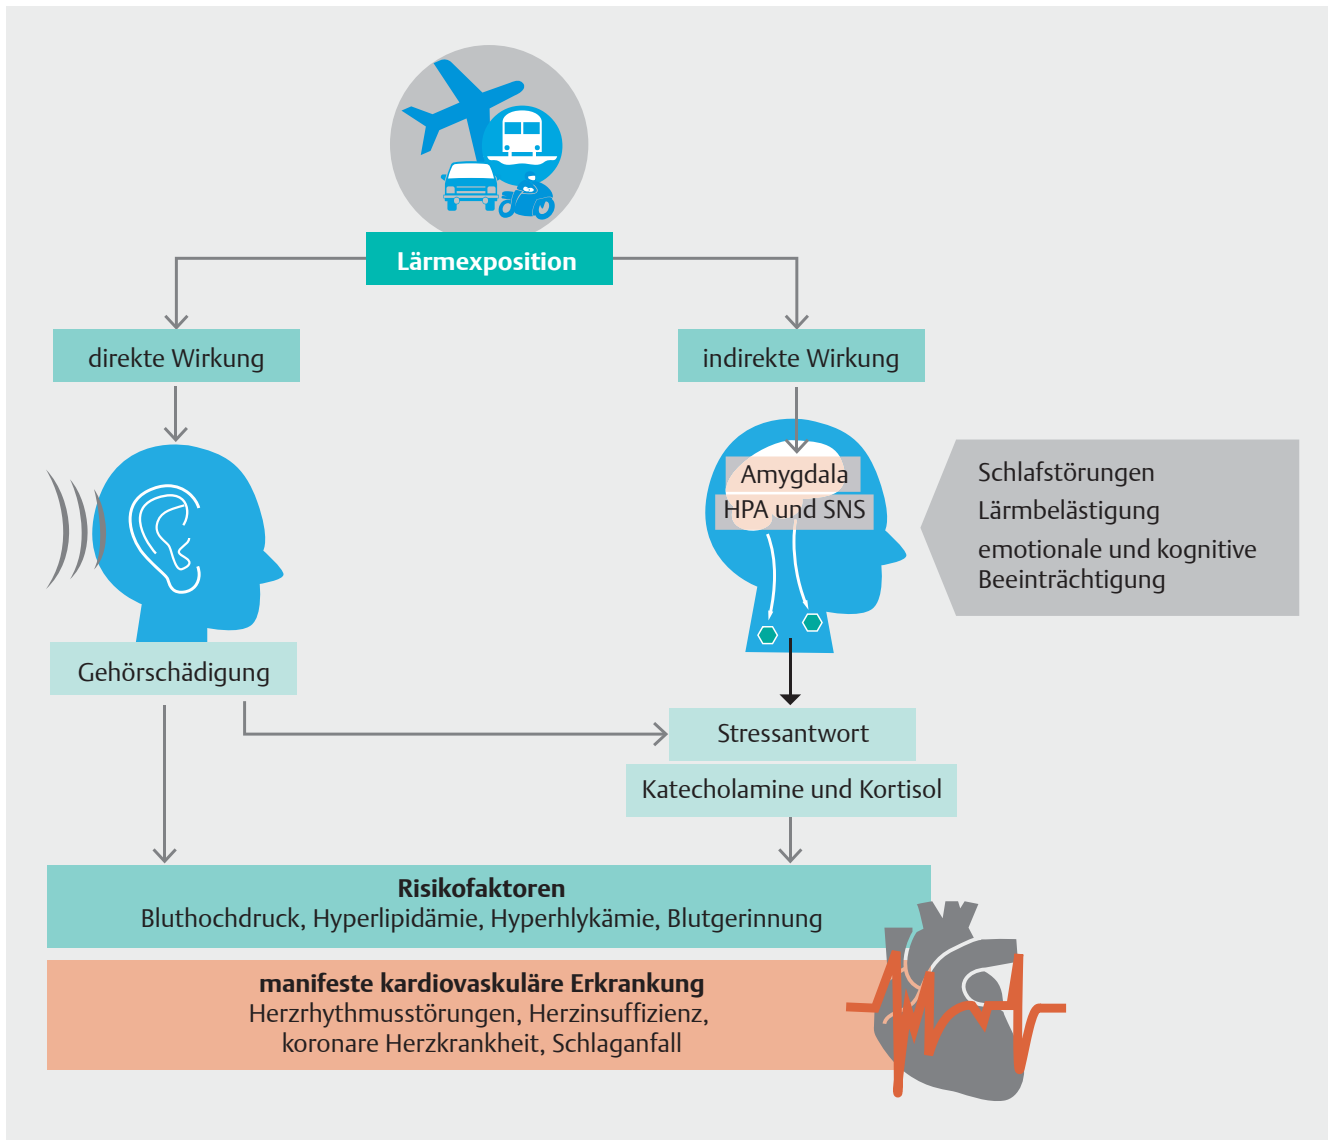 Lärmexposition
direkte Wirkung
indirekte Wirkung
Amygdala
HPA und SNS
Schlafstörungen
Lärmbelästigung
emotionale und kognitive
Beeinträchtigung
Gehörschädigung
Stressantwort
Katecholamine und Kortisol
Risikofaktoren
Bluthochdruck, Hyperlipidämie, Hyperhlykämie, Blutgerinnung
manifeste kardiovaskuläre Erkrankung
Herzrhythmusstörungen, Herzinsuffizienz,
koronare Herzkrankheit, Schlaganfall